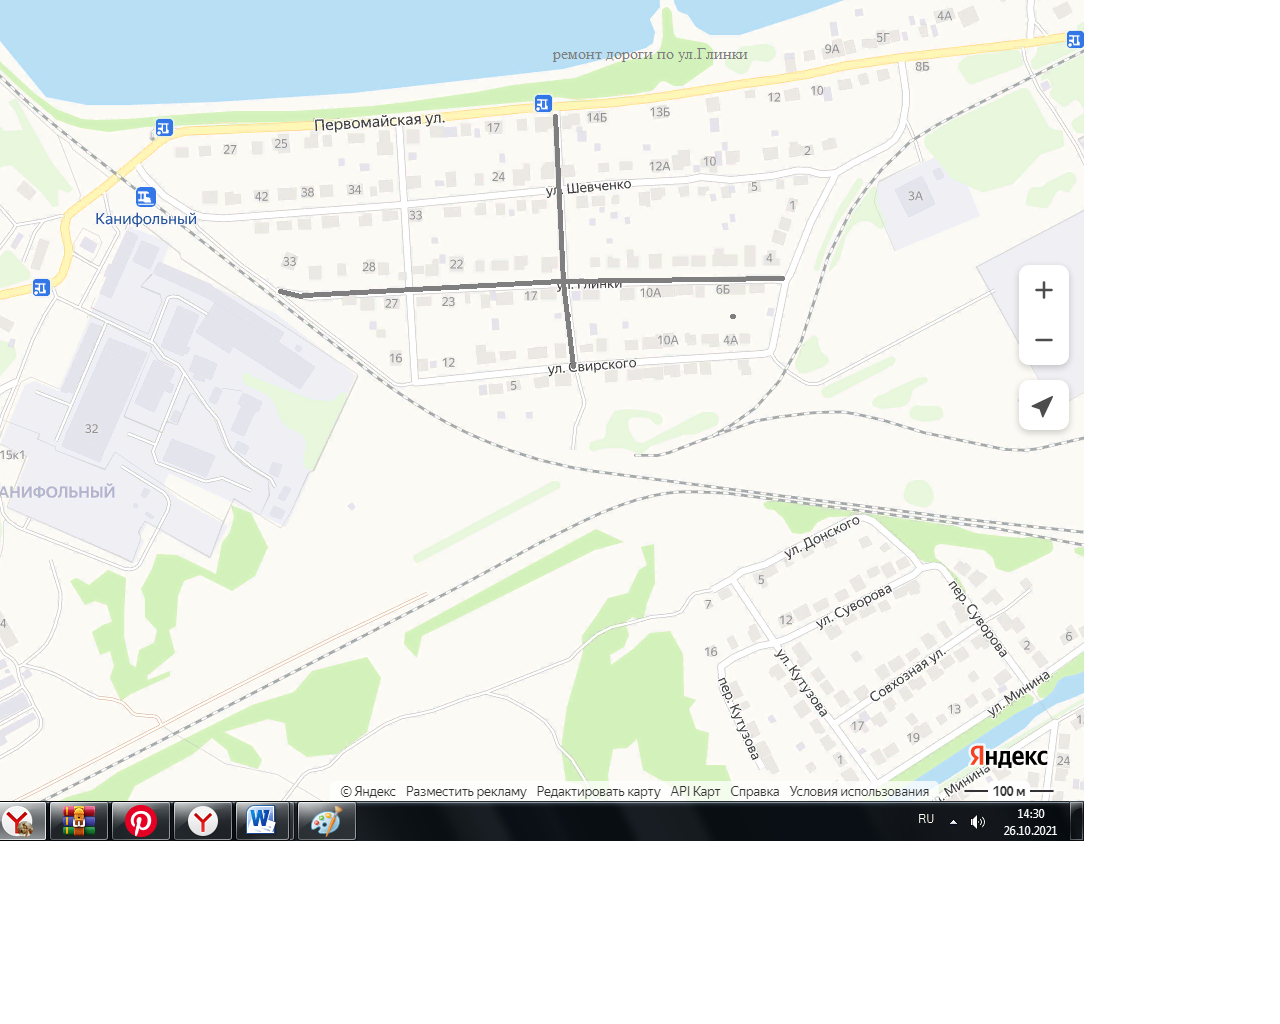 4А
5Г
9А
ремонт дороги по ул.Глинки
8Б
12
10
13Б
14Б
Первомайская ул.
17
25
27
2
12А
10
24
5
ул. Шевченко
42
38
34
3А
1
33
Канифольный
33
28
22
4
ул. Глинки
10А
6Б
27
23
17
10А
4А
16
12
ул. Свирского
5
32
15к1
АНИФОЛЬНЫЙ
ул. Донского
5
7
12
ул. Суворова
пер. Суворова
4
16
2
6
ул. Кутузова
Совхозная ул.
пер. Кутузова
ул. Минина
13
17
19
1
24
Яндекс
ул. Минина
© Яндекс Разместить рекламу Редактировать карту API Карт Справка Условия использования
100 м
RU
14:30
26.10.2021